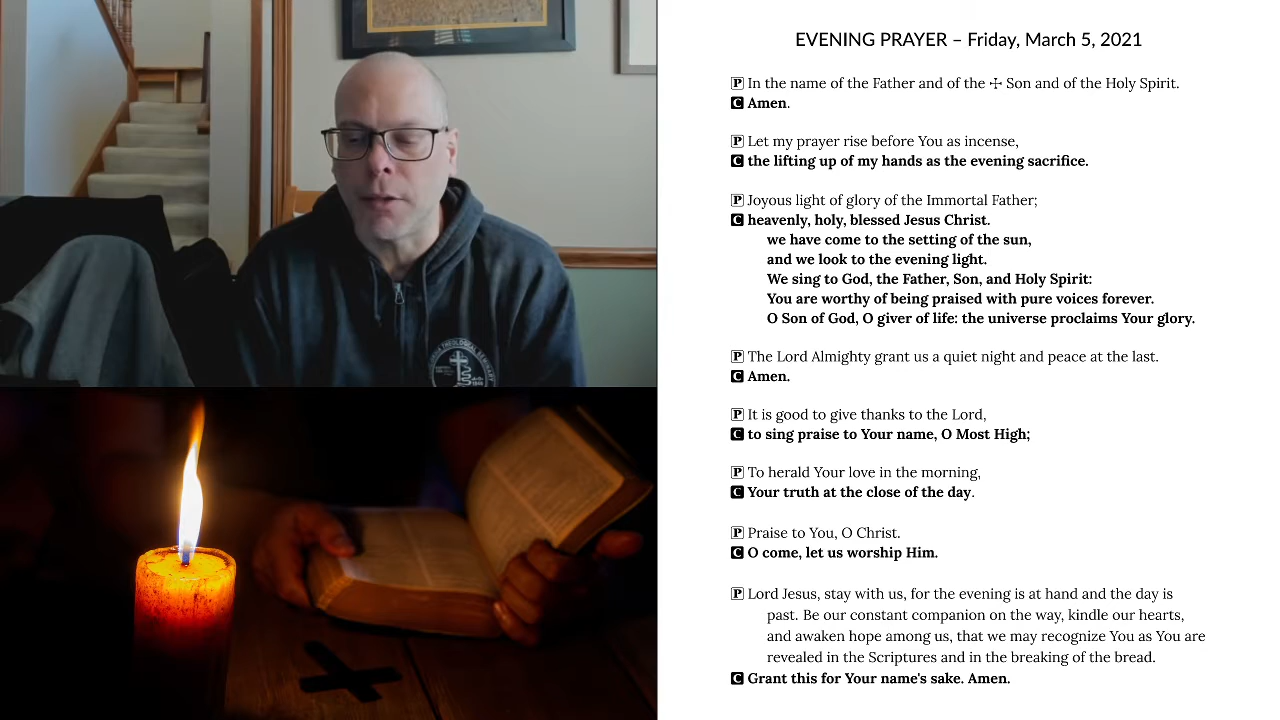 EVENING PRAYER – Friday, March 5, 2021
P In the name of the Father and of the ☩ Son and of the Holy Spirit.
C Amen.
P Let my prayer rise before You as incense,
C the lifting up of my hands as the evening sacrifice.
P Joyous light of glory of the Immortal Father;
C heavenly, holy, blessed Jesus Christ.
we have come to the setting of the sun,
and we look to the evening light.
We sing to God, the Father, Son, and Holy Spirit:
You are worthy of being praised with pure voices forever.
O Son of God, O giver of life: the universe proclaims Your glory.
P The Lord Almighty grant us a quiet night and peace at the last.
C Amen.
P It is good to give thanks to the Lord,
C to sing praise to Your name, O Most High;
P To herald Your love in the morning,
C Your truth at the close of the day.
P Praise to You, O Christ.
C O come, let us worship Him.
P Lord Jesus, stay with us, for the evening is at hand and the day is
past. Be our constant companion on the way, kindle our hearts,
and awaken hope among us, that we may recognize You as You are
revealed in the Scriptures and in the breaking of the bread.
C Grant this for Your name's sake. Amen.
THEOLOGICAL